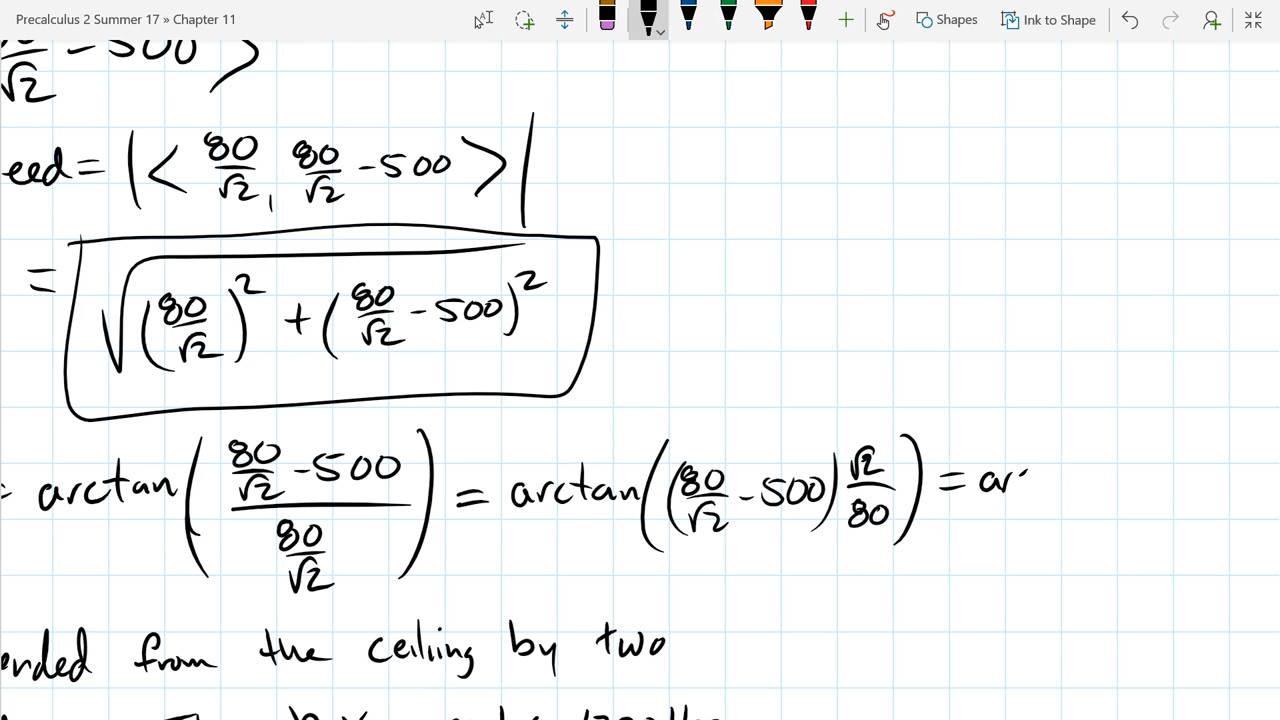 Precalculus 2 Summer 17 » Chapter 11
Shapes
Ink to Shape
/√2 - 500 >
eed = |< 80/√2, 80/√2 - 500 >|
= √((80/√2)² + (80/√2 - 500)²)
= arctan((80/√2 - 500)/(80/√2)) = arctan((80/√2 - 500) √2/80) = ar
ended from the ceiling by two